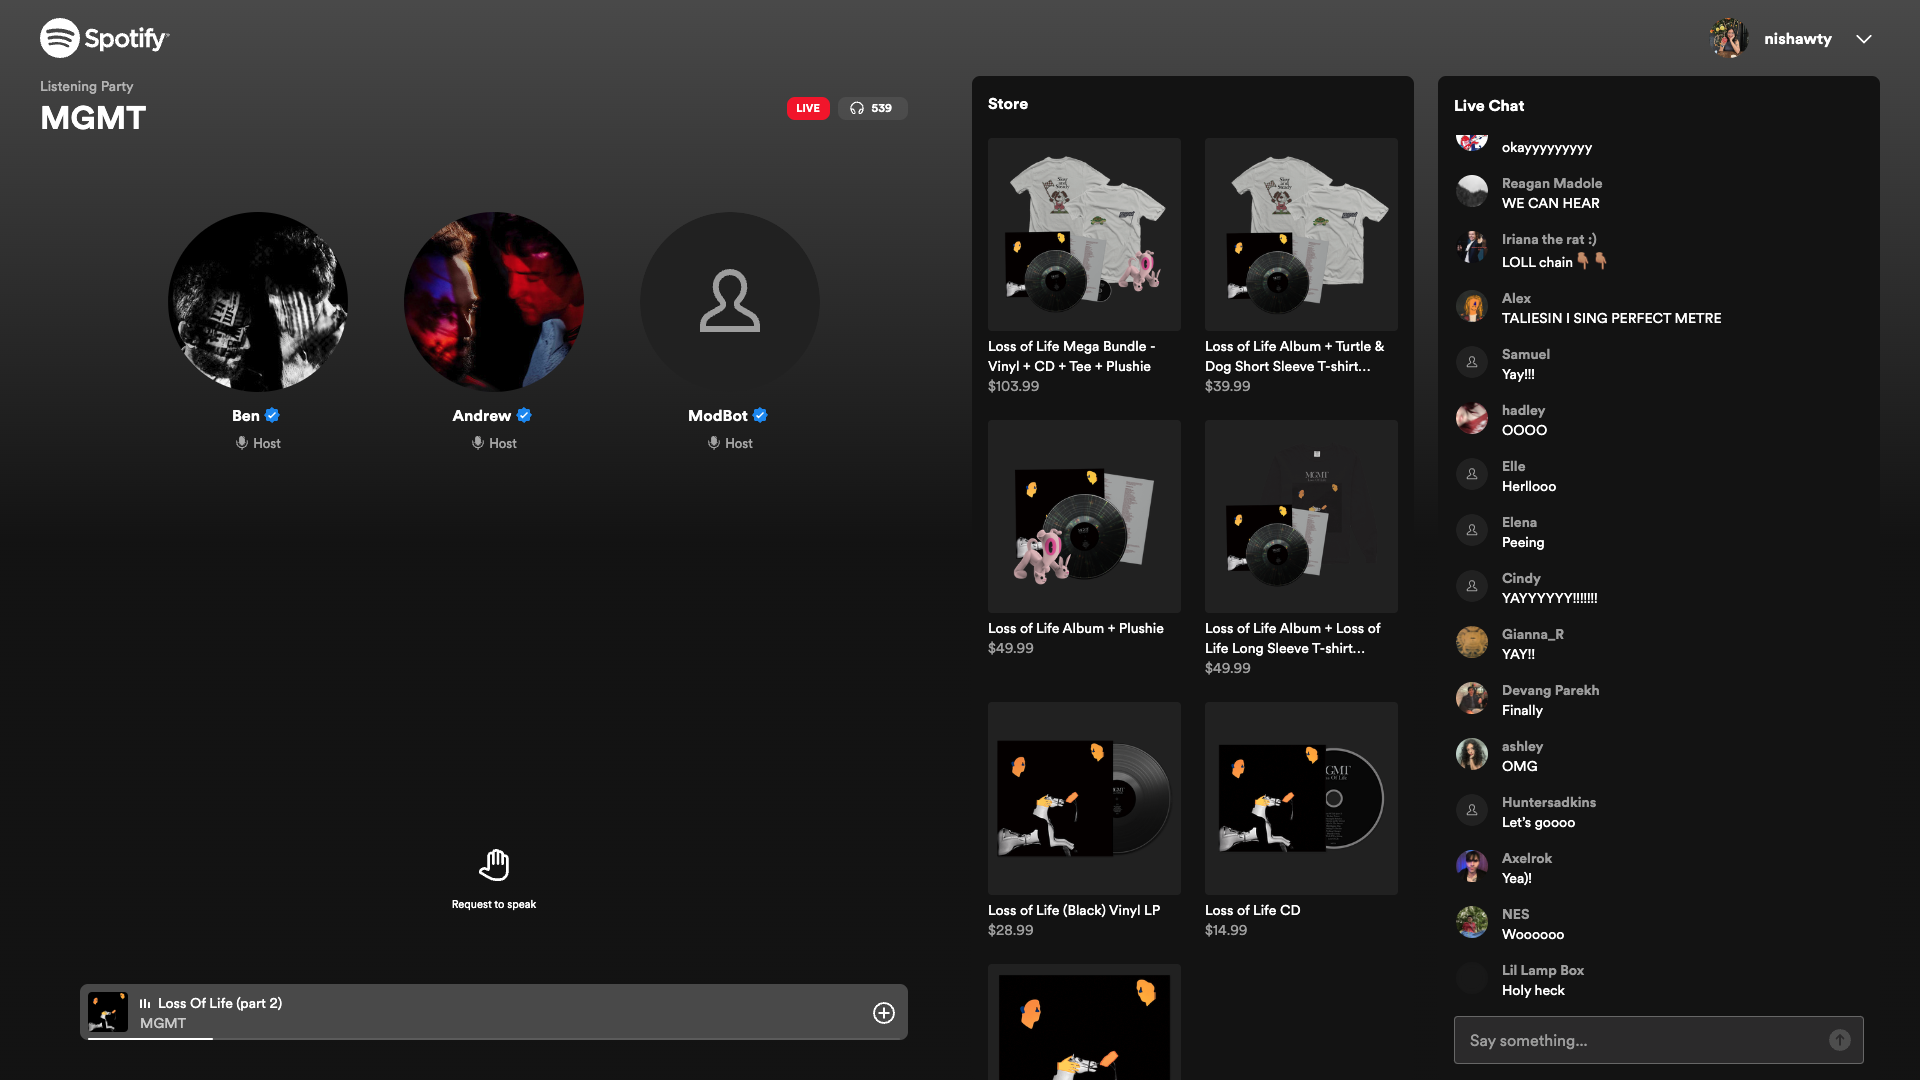 Spotify
nishawty
Listening Party
MGMT
LIVE
539
Ben
Host
Andrew
Host
ModBot
Host
Request to speak
Loss Of Life (part 2)
MGMT
Store
Loss of Life Mega Bundle -
Vinyl + CD + Tee + Plushie
$103.99
Loss of Life Album + Turtle &
Dog Short Sleeve T-shirt...
$39.99
Loss of Life Album + Plushie
$49.99
MGMT
Loss of Life Album + Loss of
Life Long Sleeve T-shirt...
$49.99
Loss of Life (Black) Vinyl LP
$28.99
Loss of Life CD
$14.99
Live Chat
okayyyyyyyyy
Reagan Madole
WE CAN HEAR
Iriana the rat :)
LOLL chain👇🏽👇🏽
Alex
TALIESIN I SING PERFECT METRE
Samuel
Yay!!!
hadley
OOOO
Elle
Herllooo
Elena
Peeing
Cindy
YAYYYYYY!!!!!!!
Gianna_R
YAY!!
Devang Parekh
Finally
ashley
OMG
Huntersadkins
Let's goooo
Axelrok
Yea)!
NES
Woooooo
Lil Lamp Box
Holy heck
Say something...